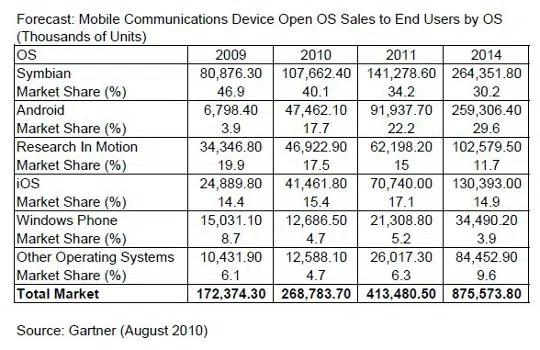 Forecast: Mobile Communications Device Open OS Sales to End Users by OS
(Thousands of Units)
OS 2009 2010 2011 2014
Symbian 80,876.30 107,662.40 141,278.60 264,351.80
Market Share (%) 46.9 40.1 34.2 30.2
Android 6,798.40 47,462.10 91,937.70 259,306.40
Market Share (%) 3.9 17.7 22.2 29.6
Research In Motion 34,346.80 46,922.90 62,198.20 102,579.50
Market Share (%) 19.9 17.5 15 11.7
iOS 24,889.80 41,461.80 70,740.00 130,393.00
Market Share (%) 14.4 15.4 17.1 14.9
Windows Phone 15,031.10 12,686.50 21,308.80 34,490.20
Market Share (%) 8.7 4.7 5.2 3.9
Other Operating Systems 10,431.90 12,588.10 26,017.30 84,452.90
Market Share (%) 6.1 4.7 6.3 9.6
Total Market 172,374.30 268,783.70 413,480.50 875,573.80
Source: Gartner (August 2010)